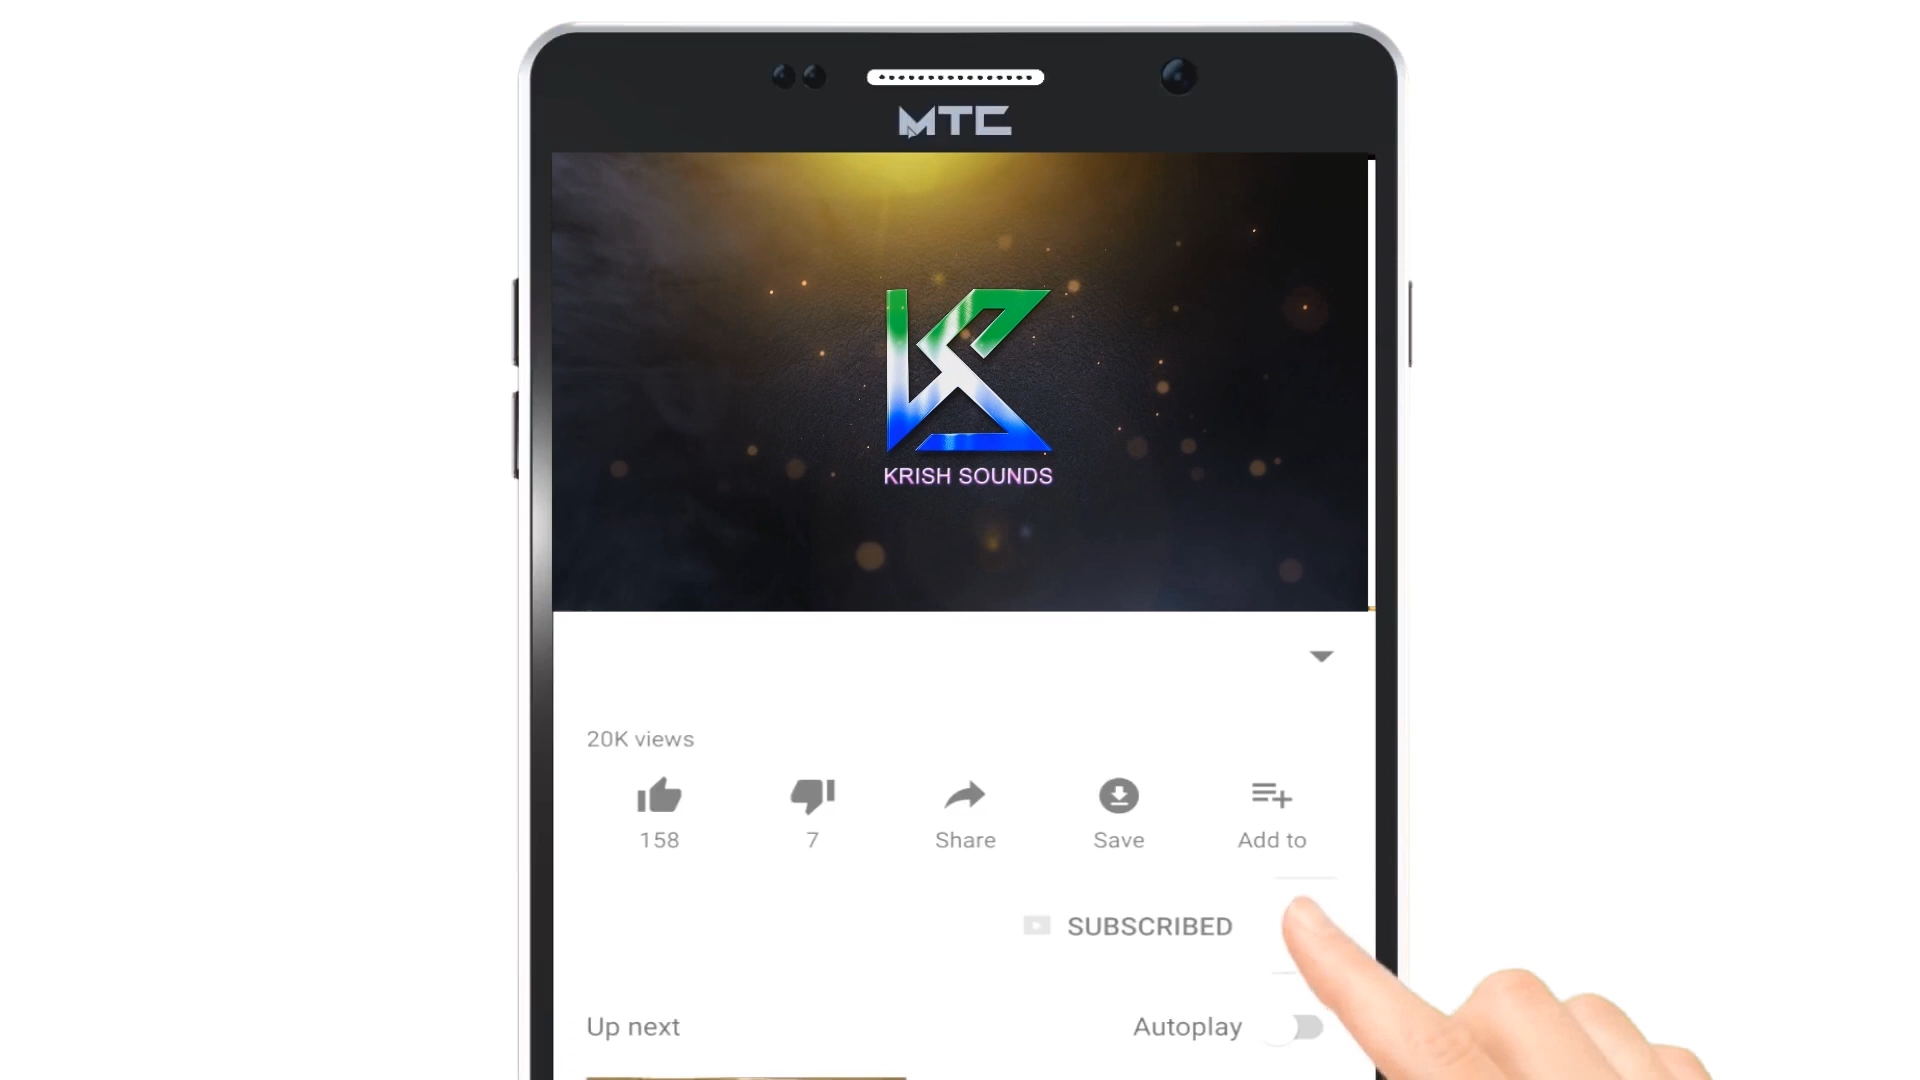 MTC
KRISH SOUNDS
20K views
158 7 Share Save Add to
SUBSCRIBED
Up next Autoplay